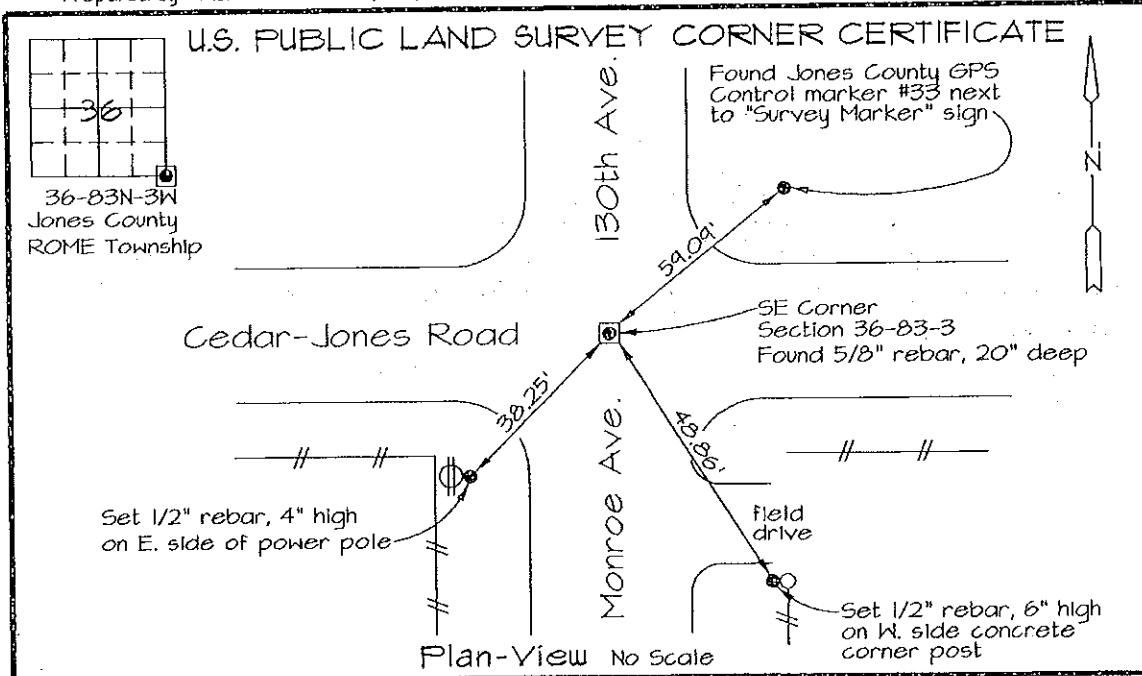 U.S. PUBLIC LAND SURVEY CORNER CERTIFICATE
36
36-83N-3W
Jones County
ROME Township
130th Ave.
Found Jones County GPS
Control marker #33 next
to "Survey Marker" sign
N
59.09'
Cedar-Jones Road
SE Corner
Section 36-83-3
Found 5/8" rebar, 20" deep
38.25'
48.86'
Monroe Ave.
Set 1/2" rebar, 4" high
on E. side of power pole
field
drive
Set 1/2" rebar, 6" high
on W. side concrete
corner post
Plan-View No Scale